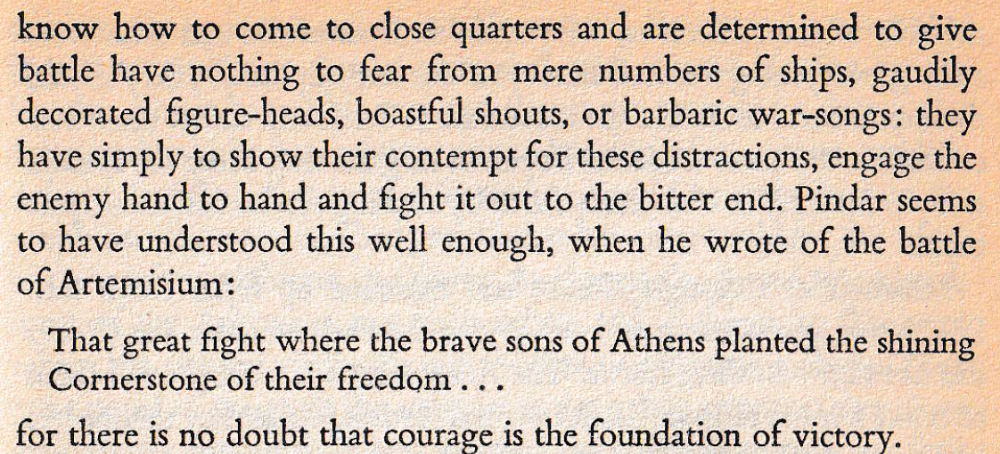 know how to come to close quarters and are determined to give
battle have nothing to fear from mere numbers of ships, gaudily
decorated figure-heads, boastful shouts, or barbaric war-songs: they
have simply to show their contempt for these distractions, engage the
enemy hand to hand and fight it out to the bitter end. Pindar seems
to have understood this well enough, when he wrote of the battle
of Artemisium:
That great fight where the brave sons of Athens planted the shining
Cornerstone of their freedom . . .
for there is no doubt that courage is the foundation of victory.